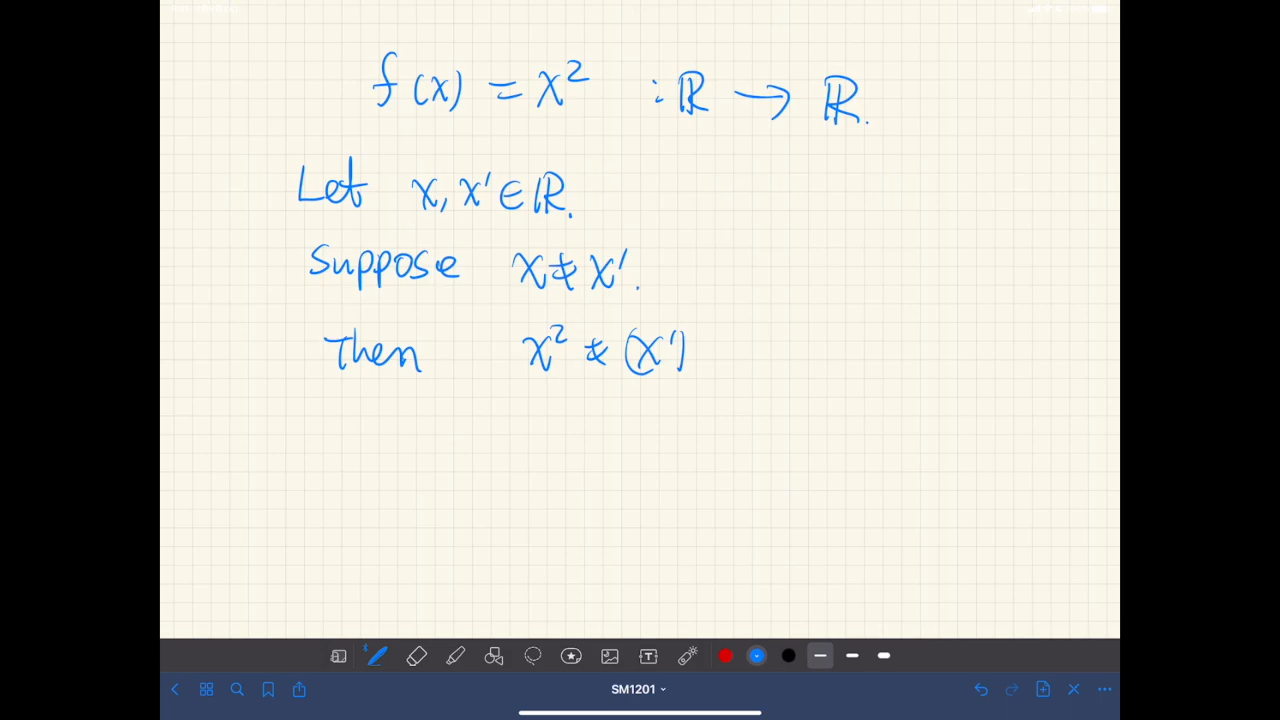 f(x) = x² : ℝ → ℝ.
Let x, x' ∈ ℝ.
Suppose x ≠ x'.
Then x² ≠ (x')
SM1201